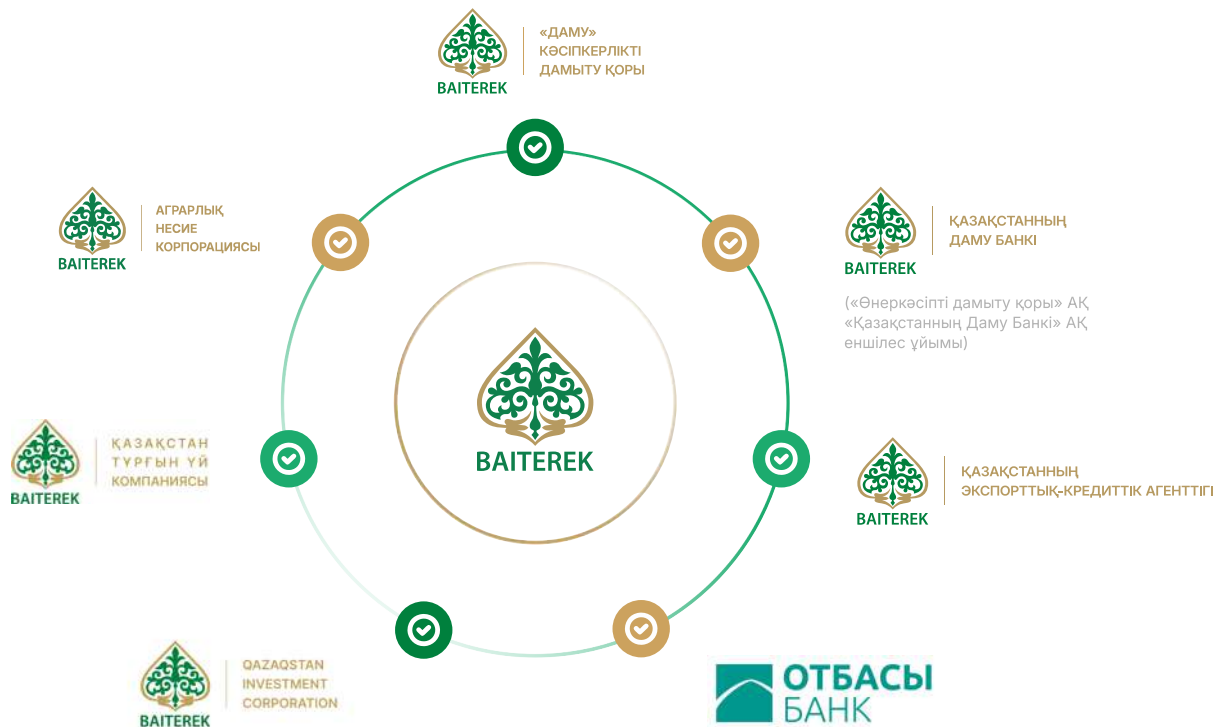 «ДАМУ»
КӘСІПКЕРЛІКТІ
ДАМЫТУ ҚОРЫ
BAITEREK
АГРАРЛЫҚ
НЕСИЕ
КОРПОРАЦИЯСЫ
BAITEREK
ҚАЗАҚСТАННЫҢ
ДАМУ БАНКІ
BAITEREK
(«Өнеркәсіпті дамыту қоры» АҚ
«Қазақстанның Даму Банкі» АҚ
еншілес ұйымы)
BAITEREK
ҚАЗАҚСТАН
ТҰРҒЫН ҮЙ
КОМПАНИЯСЫ
BAITEREK
ҚАЗАҚСТАННЫҢ
ЭКСПОРТТЫҚ-КРЕДИТТІК АГЕНТТІГІ
BAITEREK
QAZAQSTAN
INVESTMENT
CORPORATION
BAITEREK
ОТБАСЫ
БАНК